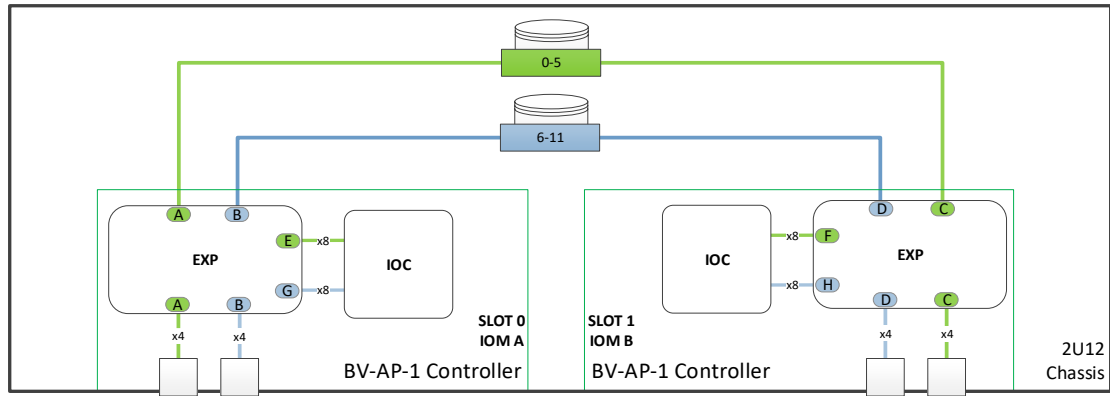 0-5
6-11
A
B
D
C
E
x8
EXP
IOC
G
x8
A
B
x8
F
IOC
EXP
x8
H
D
C
x4
x4
SLOT 0
IOM A
SLOT 1
IOM B
x4
x4
BV-AP-1 Controller
BV-AP-1 Controller
2U12
Chassis